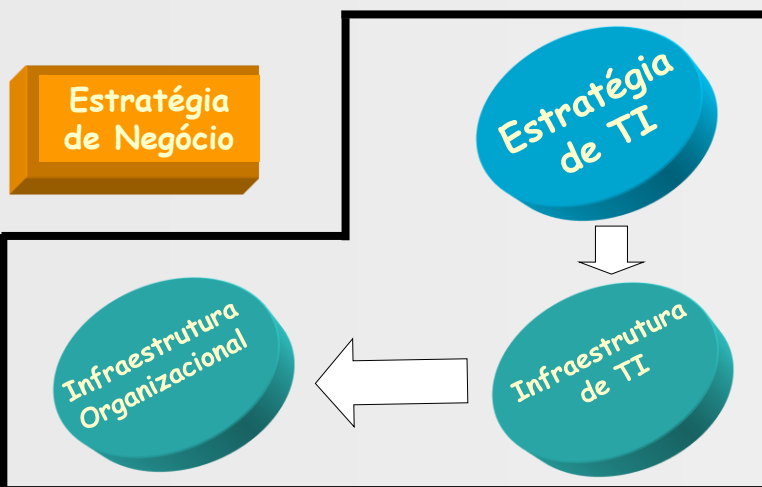 Estratégia
de Negócio
Estratégia
de TI
Infraestrutura
Organizacional
Infraestrutura
de TI